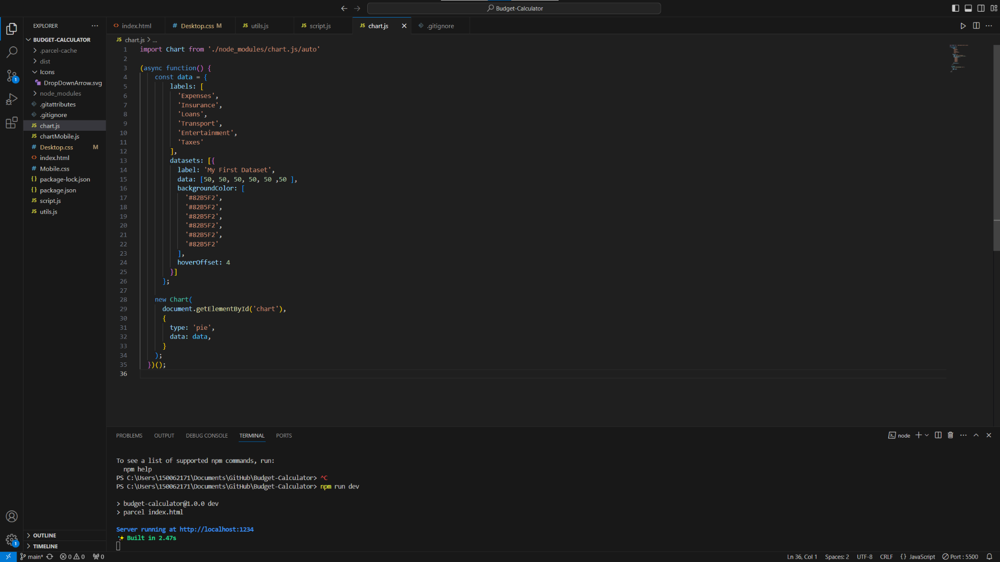 Budget-Calculator
EXPLORER
BUDGET-CALCULATOR
.parcel-cache
dist
Icons
DropDownArrow.svg
node_modules
.gitattributes
.gitignore
JS chart.js
JS chartMobile.js
# Desktop.css M
<> index.html
# Mobile.css
{} package-lock.json
{} package.json
JS script.js
JS utils.js
OUTLINE
TIMELINE
<> index.html
# Desktop.css M
JS utils.js
JS script.js
JS chart.js
.gitignore
JS chart.js > ...
1 import Chart from './node_modules/chart.js/auto'
2
3 (async function() {
4 const data = {
5 labels: [
6 'Expenses',
7 'Insurance',
8 'Loans',
9 'Transport',
10 'Entertainment',
11 'Taxes'
12 ],
13 datasets: [{
14 label: 'My First Dataset',
15 data: [50, 50, 50, 50, 50 ,50 ],
16 backgroundColor: [
17 '#82B5F2',
18 '#82B5F2',
19 '#82B5F2',
20 '#82B5F2',
21 '#82B5F2',
22 '#82B5F2'
23 ],
24 hoverOffset: 4
25 }]
26 };
27
28 new Chart(
29 document.getElementById('chart'),
30 {
31 type: 'pie',
32 data: data,
33 }
34 );
35 })();
36
PROBLEMS OUTPUT DEBUG CONSOLE TERMINAL PORTS
node
To see a list of supported npm commands, run:
npm help
PS C:\Users\150062171\Documents\GitHub\Budget-Calculator> ^C
PS C:\Users\150062171\Documents\GitHub\Budget-Calculator> npm run dev
> budget-calculator@1.0.0 dev
> parcel index.html
Server running at http://localhost:1234
✨ Built in 2.47s
1
1
main* 0 0 0
Ln 36, Col 1 Spaces: 2 UTF-8 CRLF {} JavaScript Port : 5500